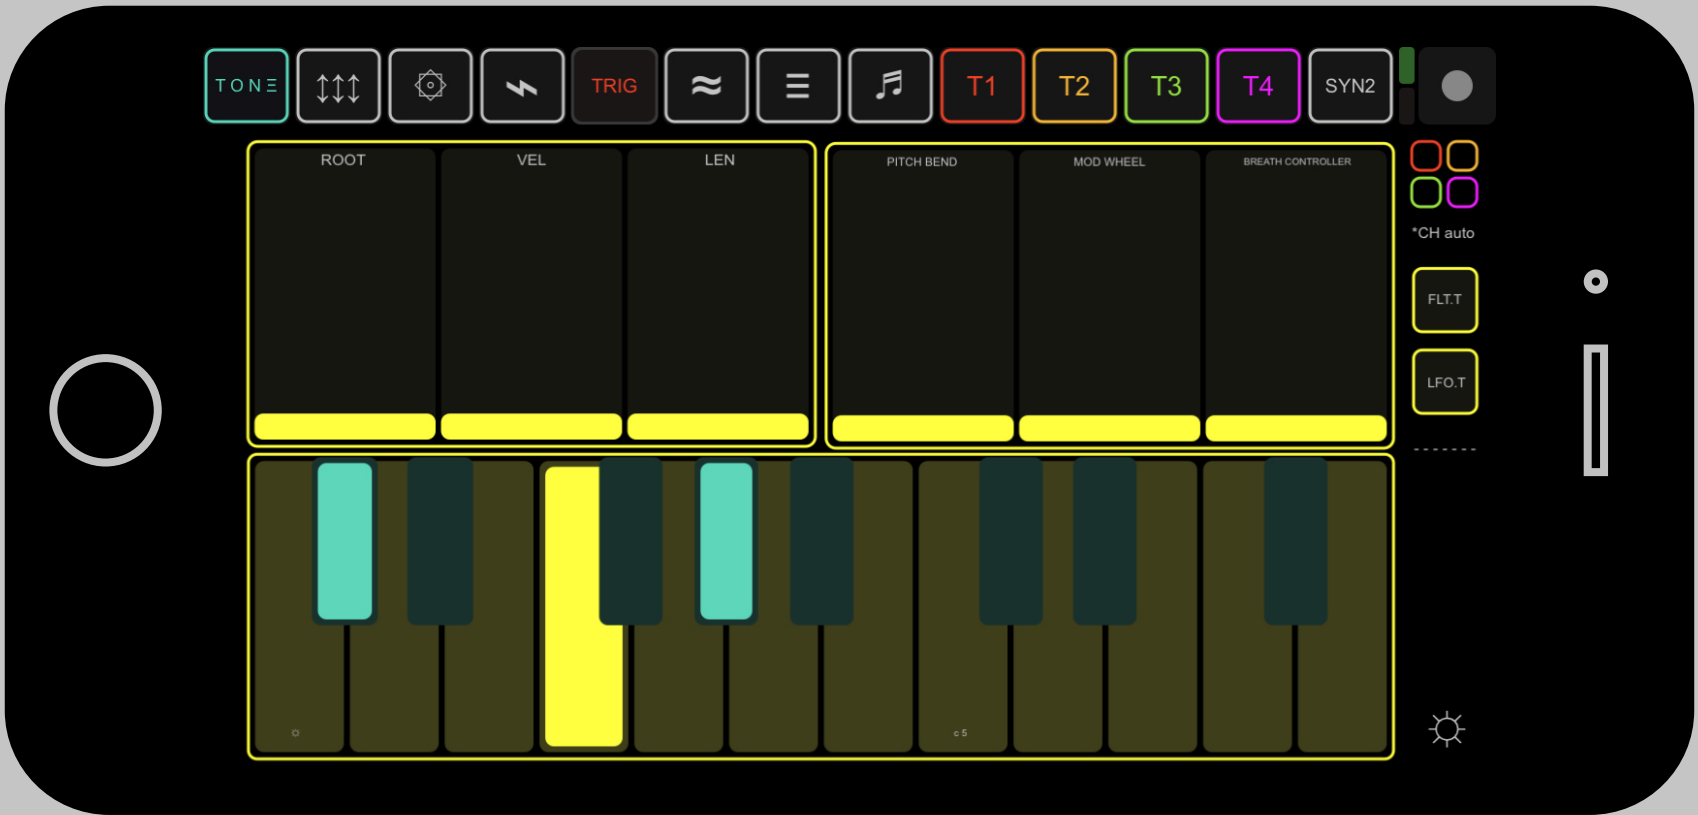 TONE
TRIG
T1
T2
T3
T4
SYN2
ROOT
VEL
LEN
PITCH BEND
MOD WHEEL
BREATH CONTROLLER
*CH auto
FLT.T
LFO.T
c 5